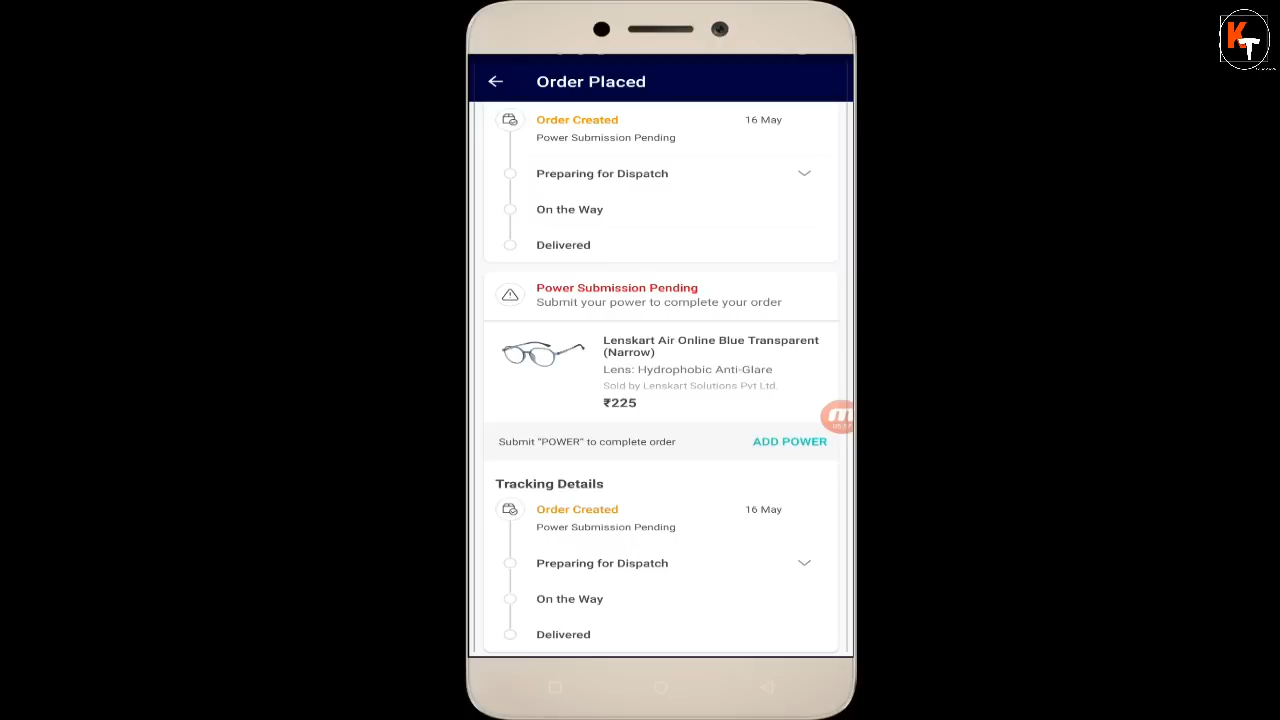 KT
Order Placed
Order Created 16 May
Power Submission Pending
Preparing for Dispatch
On the Way
Delivered
Power Submission Pending
Submit your power to complete your order
Lenskart Air Online Blue Transparent
(Narrow)
Lens: Hydrophobic Anti-Glare
Sold by Lenskart Solutions Pvt Ltd.
₹225
Submit "POWER" to complete order ADD POWER
Tracking Details
Order Created 16 May
Power Submission Pending
Preparing for Dispatch
On the Way
Delivered